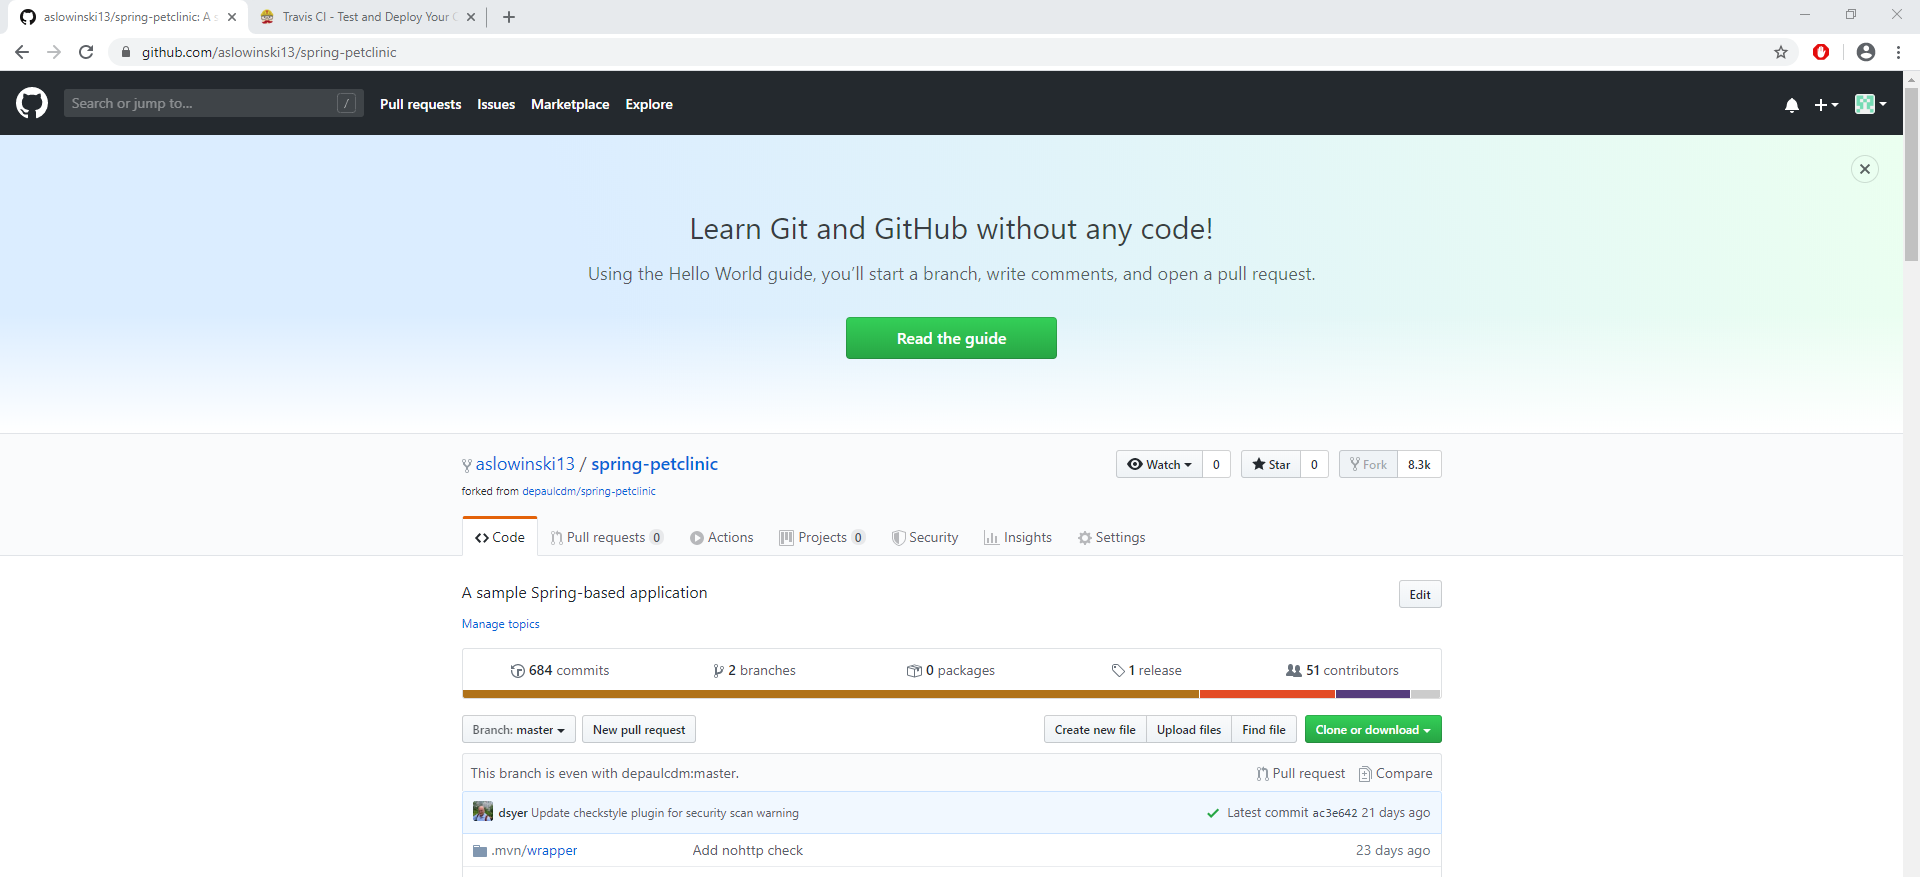 aslowinski13/spring-petclinic: A s
Travis CI - Test and Deploy Your C
github.com/aslowinski13/spring-petclinic
Search or jump to... /
Pull requests Issues Marketplace Explore
Learn Git and GitHub without any code!
Using the Hello World guide, you’ll start a branch, write comments, and open a pull request.
Read the guide
aslowinski13 / spring-petclinic
Watch 0 Star 0 Fork 8.3k
forked from depaulcdm/spring-petclinic
Code Pull requests 0 Actions Projects 0 Security Insights Settings
A sample Spring-based application
Edit
Manage topics
684 commits 2 branches 0 packages 1 release 51 contributors
Branch: master New pull request Create new file Upload files Find file Clone or download
This branch is even with depaulcdm:master. Pull request Compare
dsyer Update checkstyle plugin for security scan warning Latest commit ac3e642 21 days ago
.mvn/wrapper Add nohttp check 23 days ago